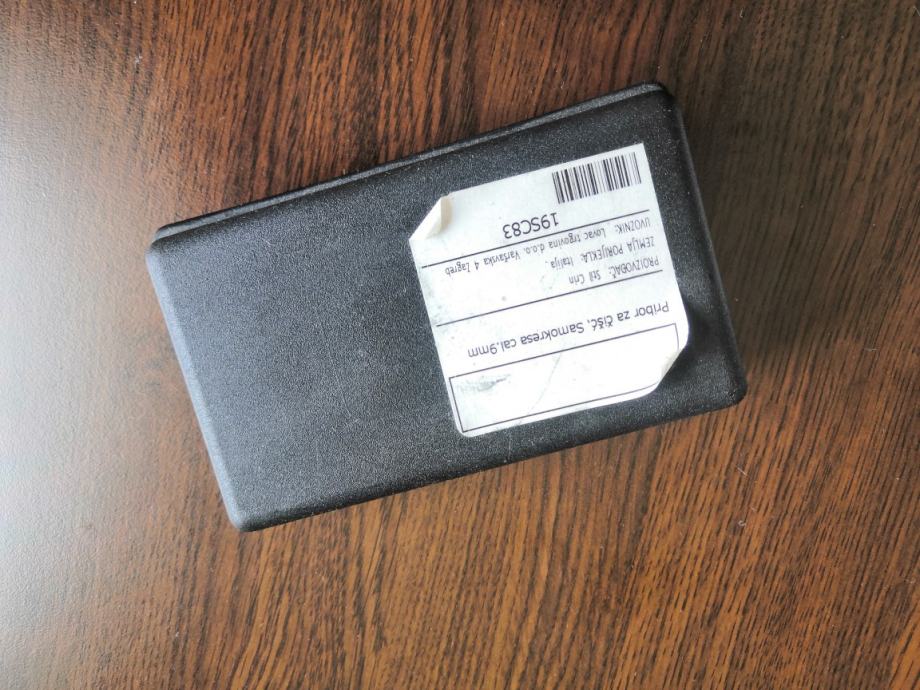 Pribor za čišć, Samokresa cal.9mm
PROIZVOĐAČ: Stil Crin
ZEMLJA PORIJEKLA: Italija
UVOZNIK: Lovac trgovina d.o.o. Varšavska 4 Zagreb
19SC83